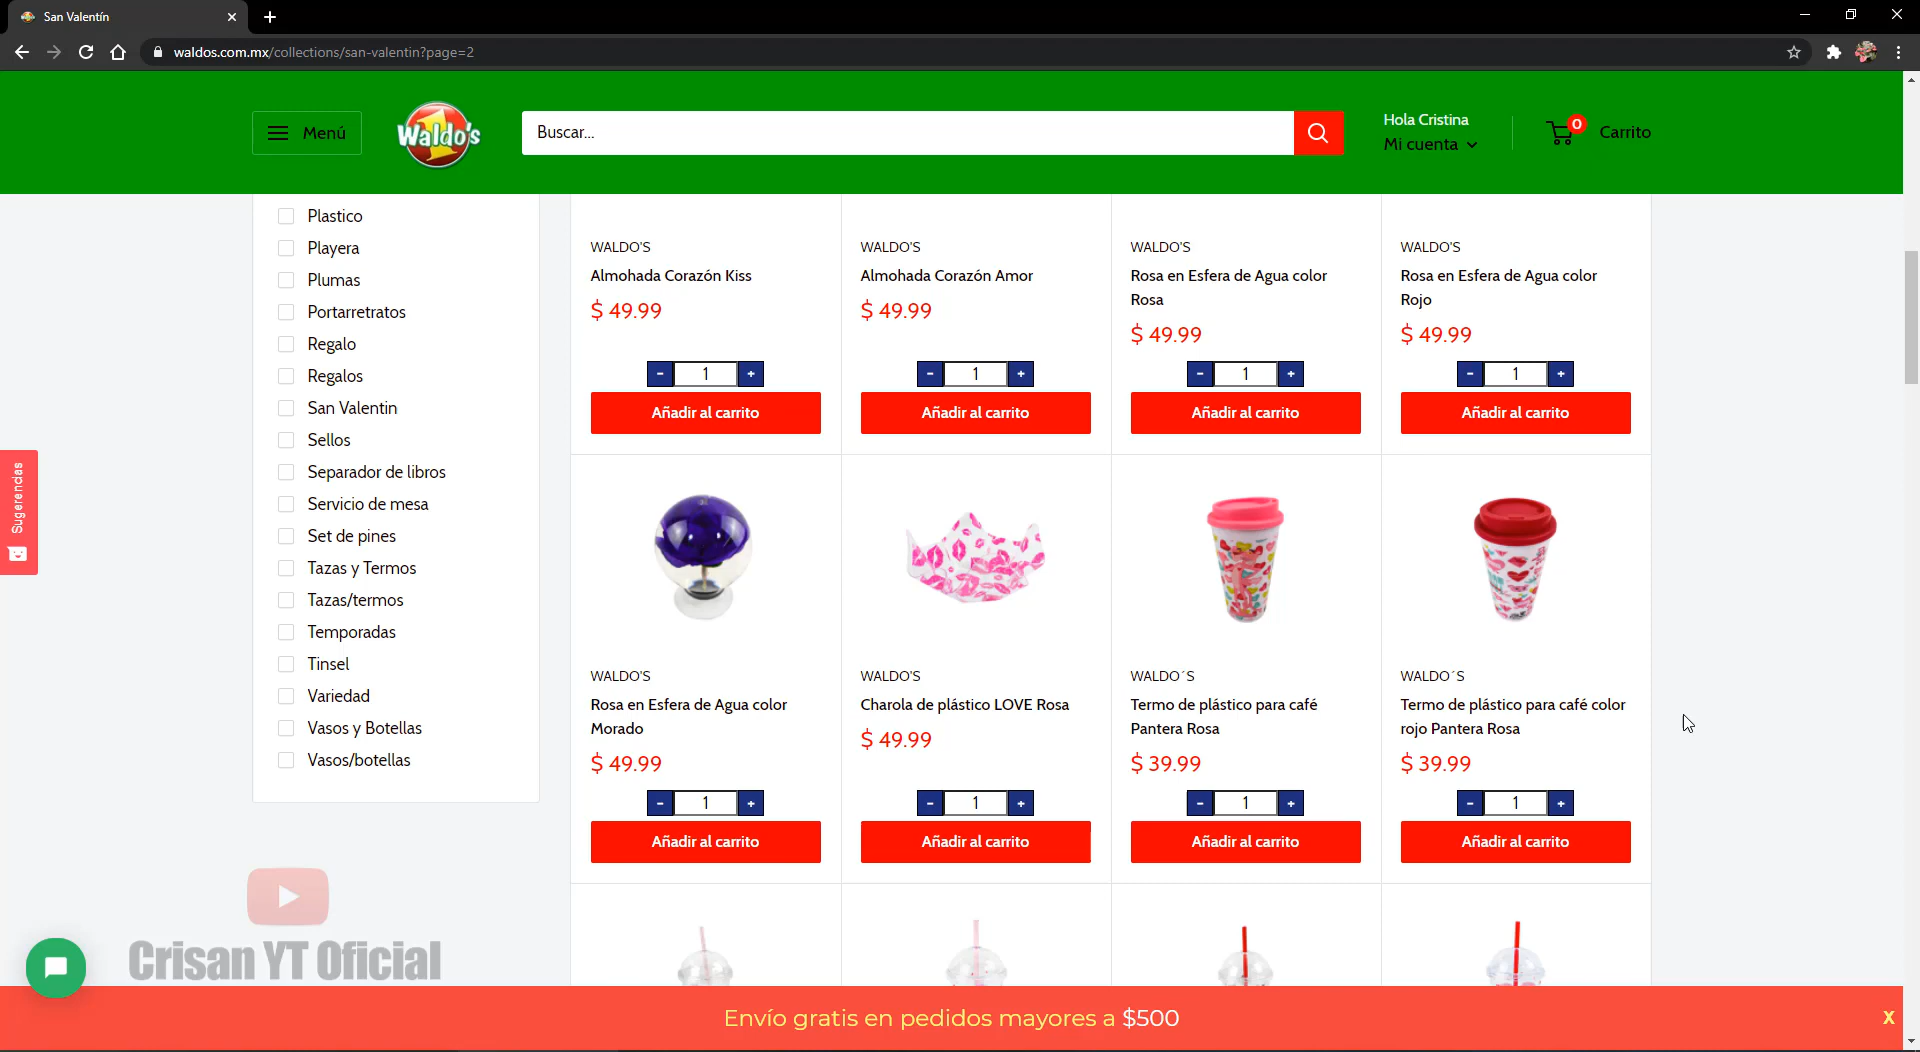 San Valentín
waldos.com.mx/collections/san-valentin?page=2
Menú
Waldo's
Buscar...
Hola Cristina
Mi cuenta
0
Carrito
Plastico
Playera
Plumas
Portarretratos
Regalo
Regalos
San Valentin
Sellos
Separador de libros
Servicio de mesa
Set de pines
Tazas y Termos
Tazas/termos
Temporadas
Tinsel
Variedad
Vasos y Botellas
Vasos/botellas
WALDO'S
Almohada Corazón Kiss
$ 49.99
- 1 +
Añadir al carrito
WALDO'S
Almohada Corazón Amor
$ 49.99
- 1 +
Añadir al carrito
WALDO'S
Rosa en Esfera de Agua color
Rosa
$ 49.99
- 1 +
Añadir al carrito
WALDO'S
Rosa en Esfera de Agua color
Rojo
$ 49.99
- 1 +
Añadir al carrito
WALDO'S
Rosa en Esfera de Agua color
Morado
$ 49.99
- 1 +
Añadir al carrito
WALDO'S
Charola de plástico LOVE Rosa
$ 49.99
- 1 +
Añadir al carrito
WALDO´S
Termo de plástico para café
Pantera Rosa
$ 39.99
- 1 +
Añadir al carrito
WALDO´S
Termo de plástico para café color
rojo Pantera Rosa
$ 39.99
- 1 +
Añadir al carrito
Sugerendas
Crisan YT Oficial
Envío gratis en pedidos mayores a $500
X